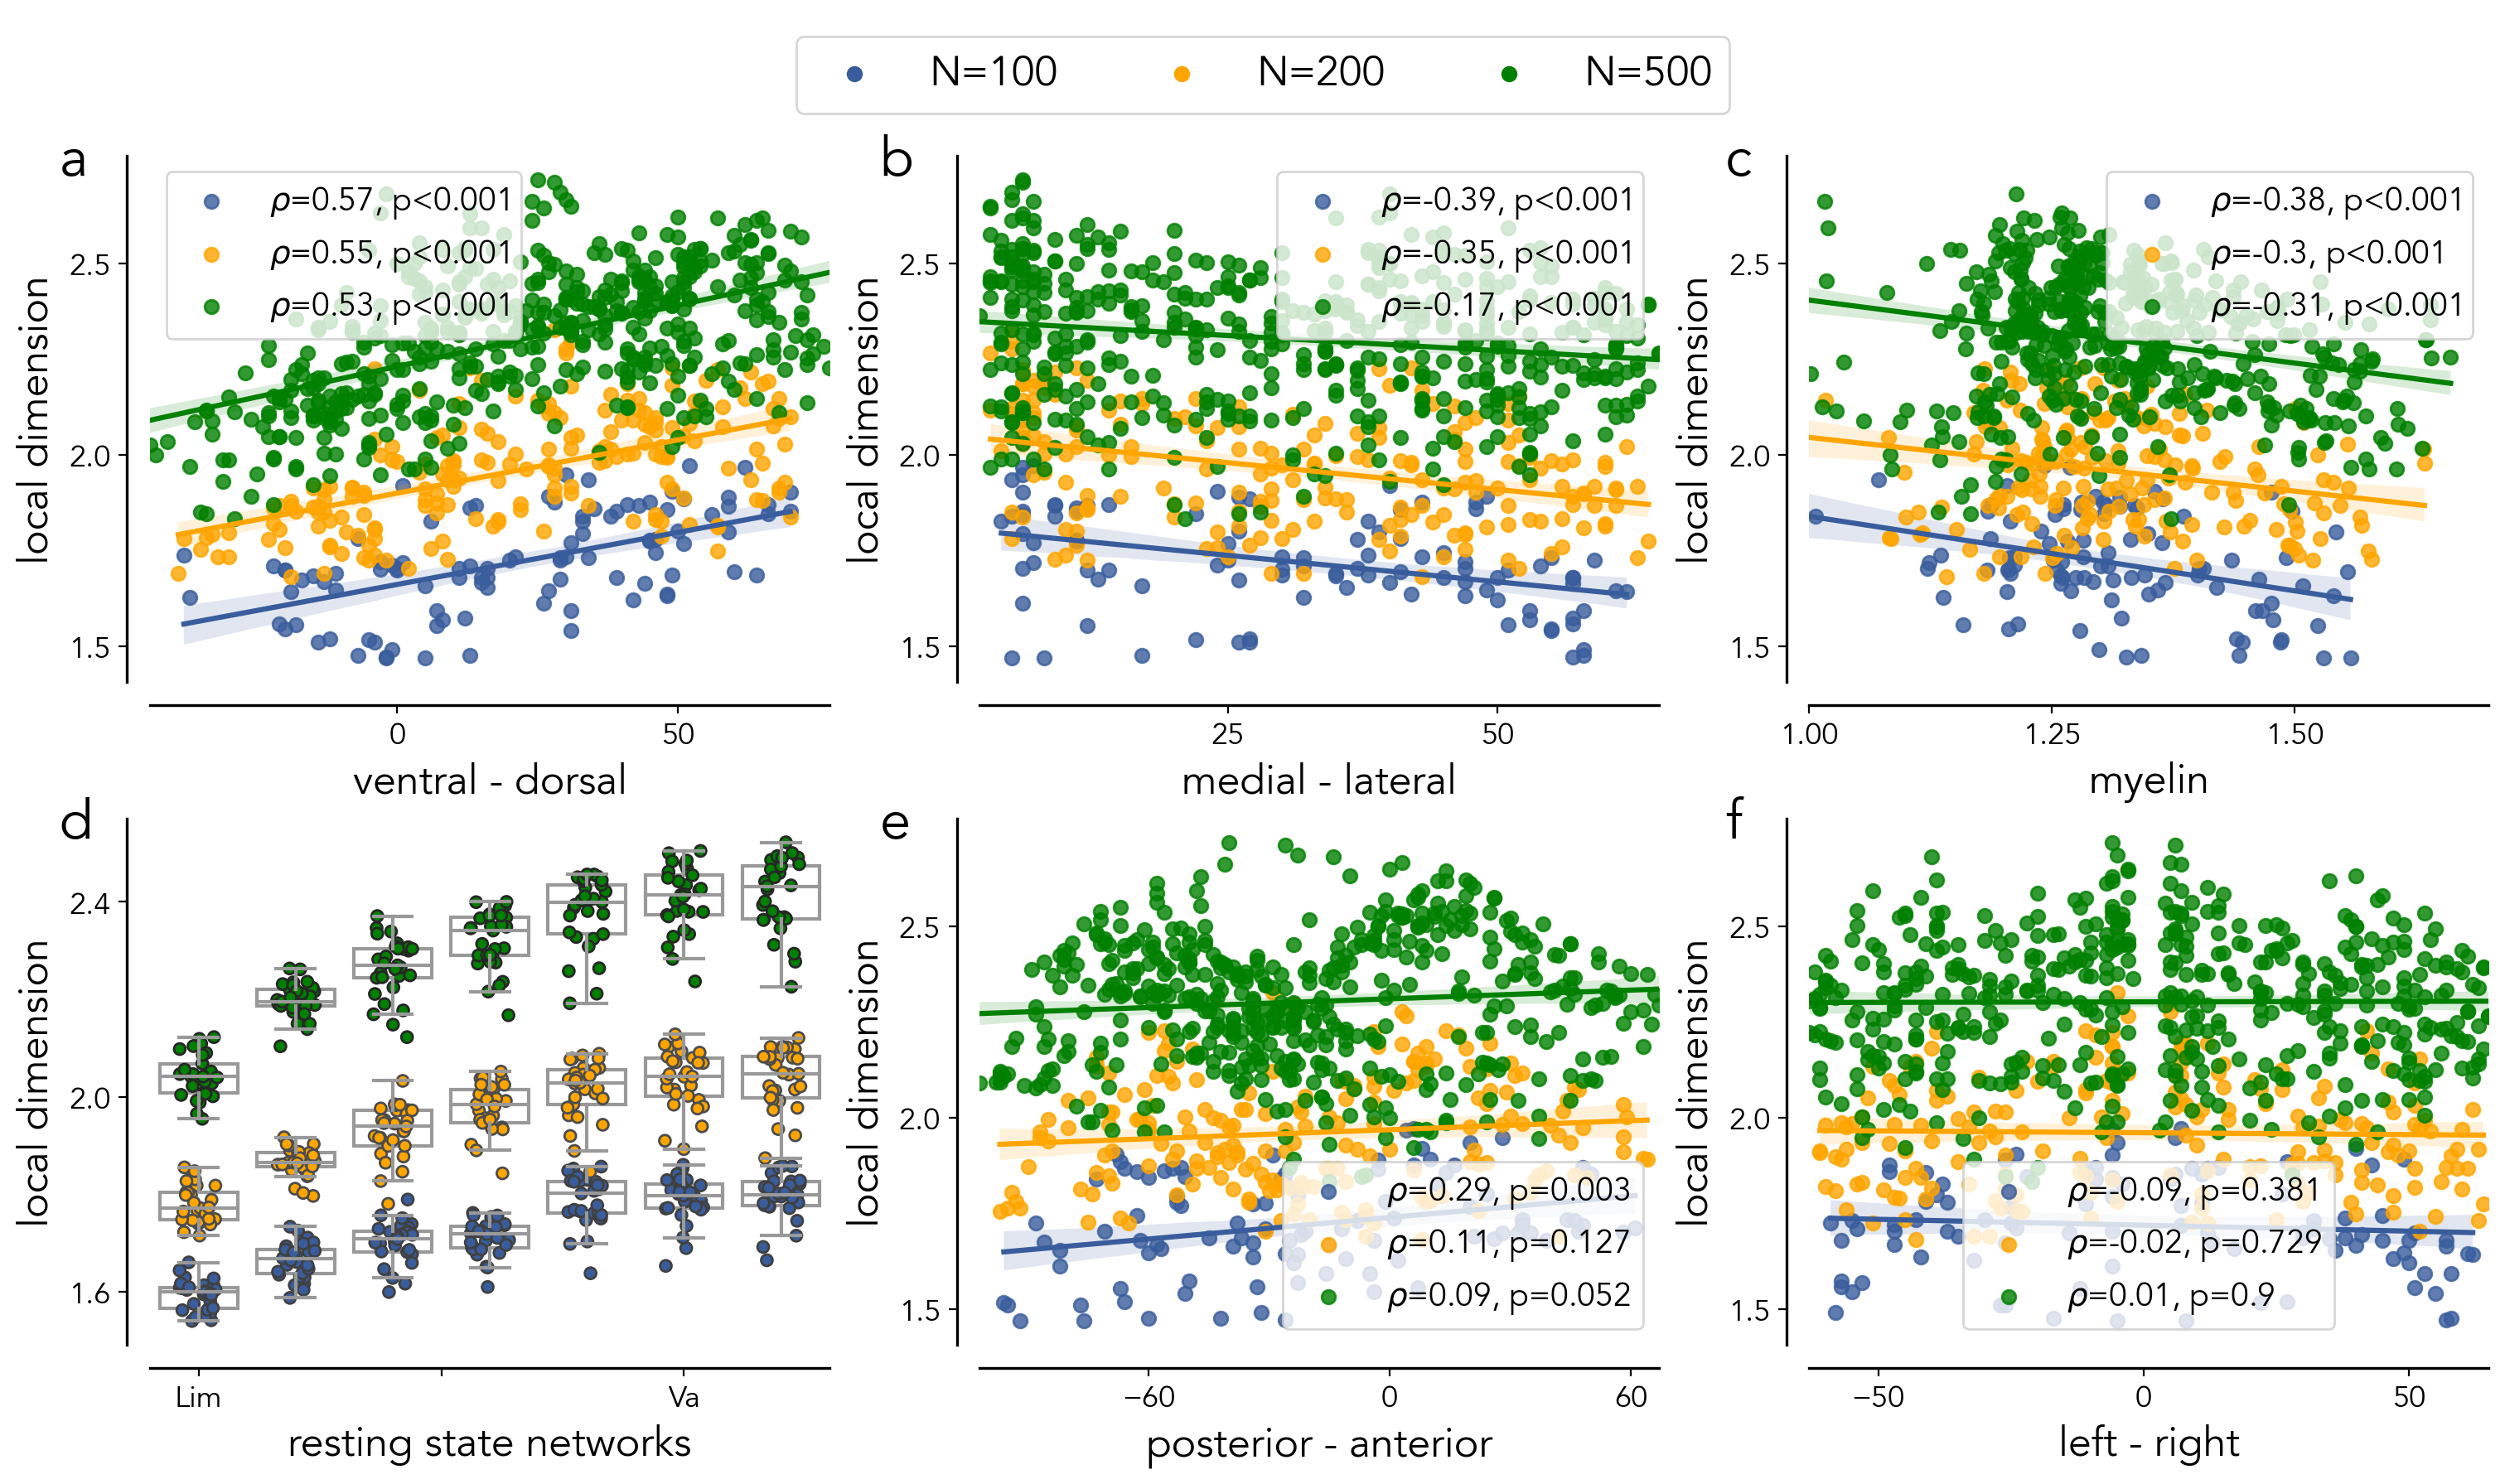 N=100 N=200 N=500
a
ρ=0.57, p<0.001
ρ=0.55, p<0.001
ρ=0.53, p<0.001
local dimension
2.5
2.0
1.5
0 50
ventral - dorsal
b
ρ=-0.39, p<0.001
ρ=-0.35, p<0.001
ρ=-0.17, p<0.001
local dimension
2.5
2.0
1.5
25 50
medial - lateral
c
ρ=-0.38, p<0.001
ρ=-0.3, p<0.001
ρ=-0.31, p<0.001
local dimension
2.5
2.0
1.5
1.00 1.25 1.50
myelin
d
local dimension
2.4
2.0
1.6
Lim Va
resting state networks
e
local dimension
2.5
2.0
1.5
ρ=0.29, p=0.003
ρ=0.11, p=0.127
ρ=0.09, p=0.052
−60 0 60
posterior - anterior
f
local dimension
2.5
2.0
1.5
ρ=-0.09, p=0.381
ρ=-0.02, p=0.729
ρ=0.01, p=0.9
−50 0 50
left - right